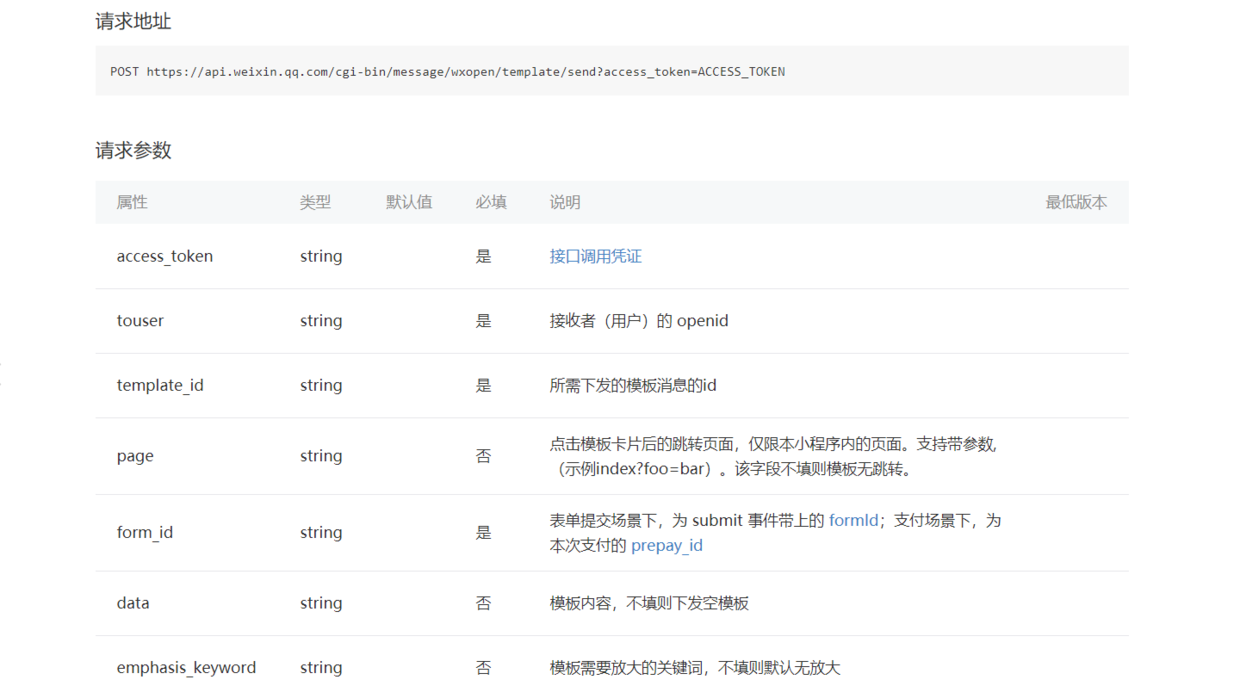 请求地址
POST https://api.weixin.qq.com/cgi-bin/message/wxopen/template/send?access_token=ACCESS_TOKEN
请求参数
属性 类型 默认值 必填 说明 最低版本
access_token string 是 接口调用凭证
touser string 是 接收者（用户）的 openid
template_id string 是 所需下发的模板消息的id
page string 否 点击模板卡片后的跳转页面，仅限本小程序内的页面。支持带参数,
（示例index?foo=bar）。该字段不填则模板无跳转。
form_id string 是 表单提交场景下，为 submit 事件带上的 formId；支付场景下，为
本次支付的 prepay_id
data string 否 模板内容，不填则下发空模板
emphasis_keyword string 否 模板需要放大的关键词，不填则默认无放大